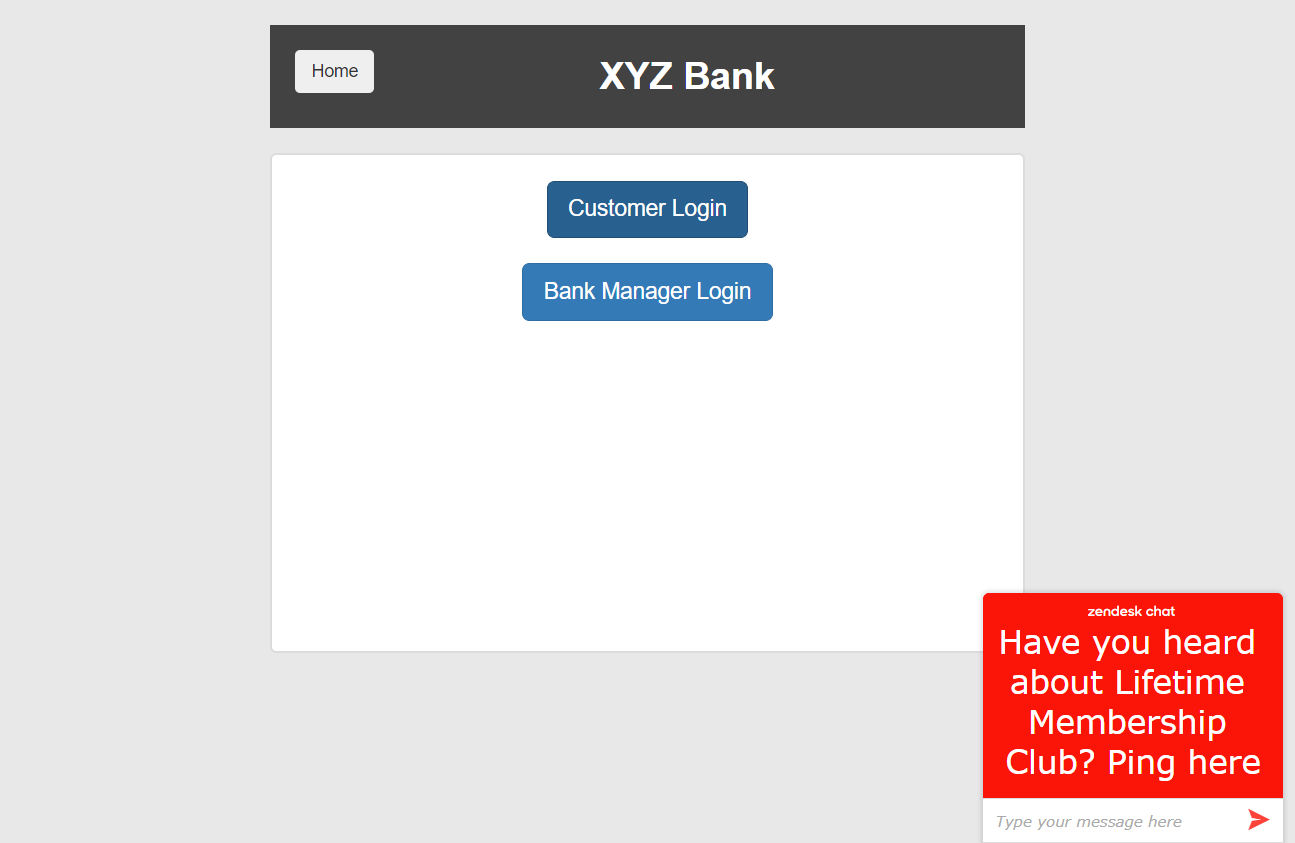 Home
XYZ Bank
Customer Login
Bank Manager Login
zendesk chat
Have you heard
about Lifetime
Membership
Club? Ping here
Type your message here